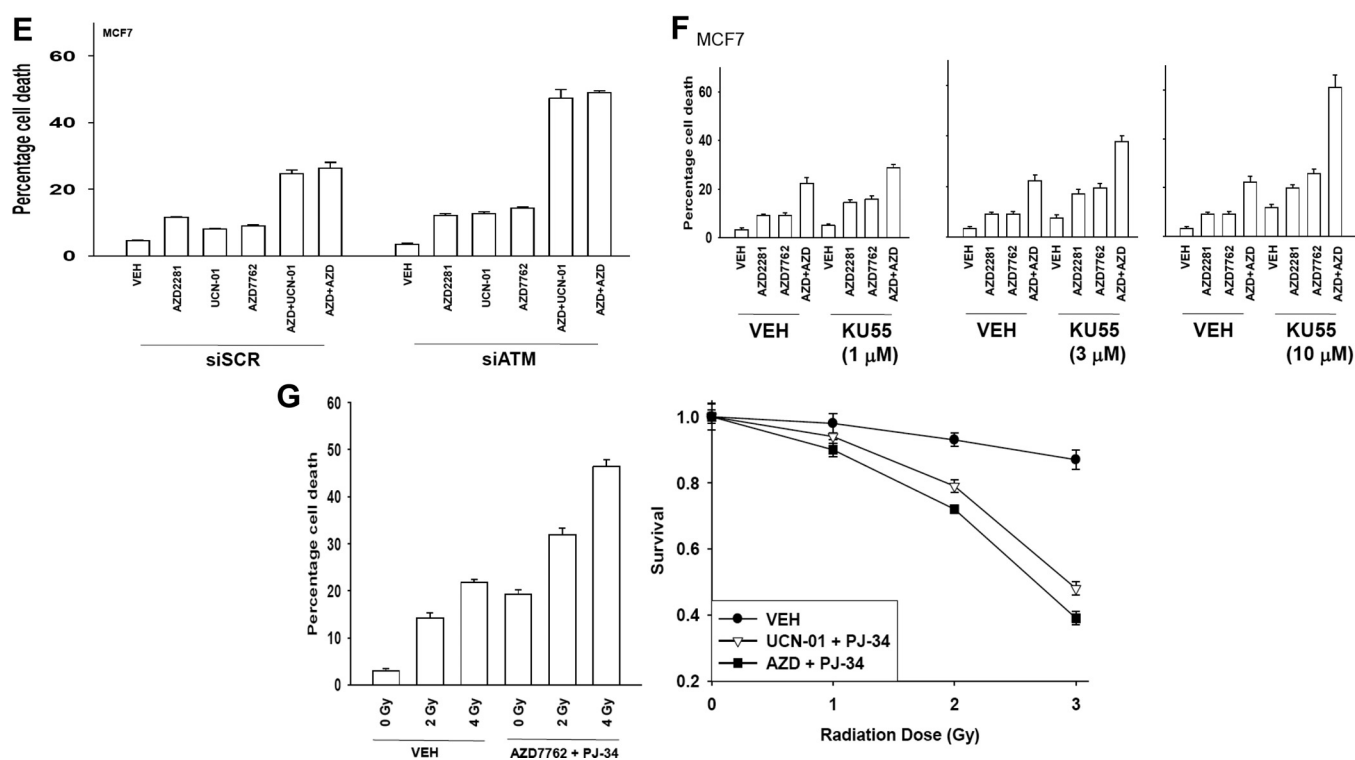 E
MCF7
Percentage cell death
60
40
20
0
VEH
AZD2281
UCN-01
AZD7762
AZD+UCN-01
AZD+AZD
VEH
AZD2281
UCN-01
AZD7762
AZD+UCN-01
AZD+AZD
siSCR
siATM
F
MCF7
Percentage cell death
60
40
20
0
VEH
AZD2281
AZD7762
AZD+AZD
VEH
AZD2281
AZD7762
AZD+AZD
VEH
KU55
(1 μM)
VEH
AZD2281
AZD7762
AZD+AZD
VEH
AZD2281
AZD7762
AZD+AZD
VEH
KU55
(3 μM)
VEH
AZD2281
AZD7762
AZD+AZD
VEH
AZD2281
AZD7762
AZD+AZD
VEH
KU55
(10 μM)
G
Percentage cell death
60
50
40
30
20
10
0
0 Gy
2 Gy
4 Gy
0 Gy
2 Gy
4 Gy
VEH
AZD7762 + PJ-34
Survival
1.0
0.8
0.6
0.4
0.2
VEH
UCN-01 + PJ-34
AZD + PJ-34
0
1
2
3
Radiation Dose (Gy)